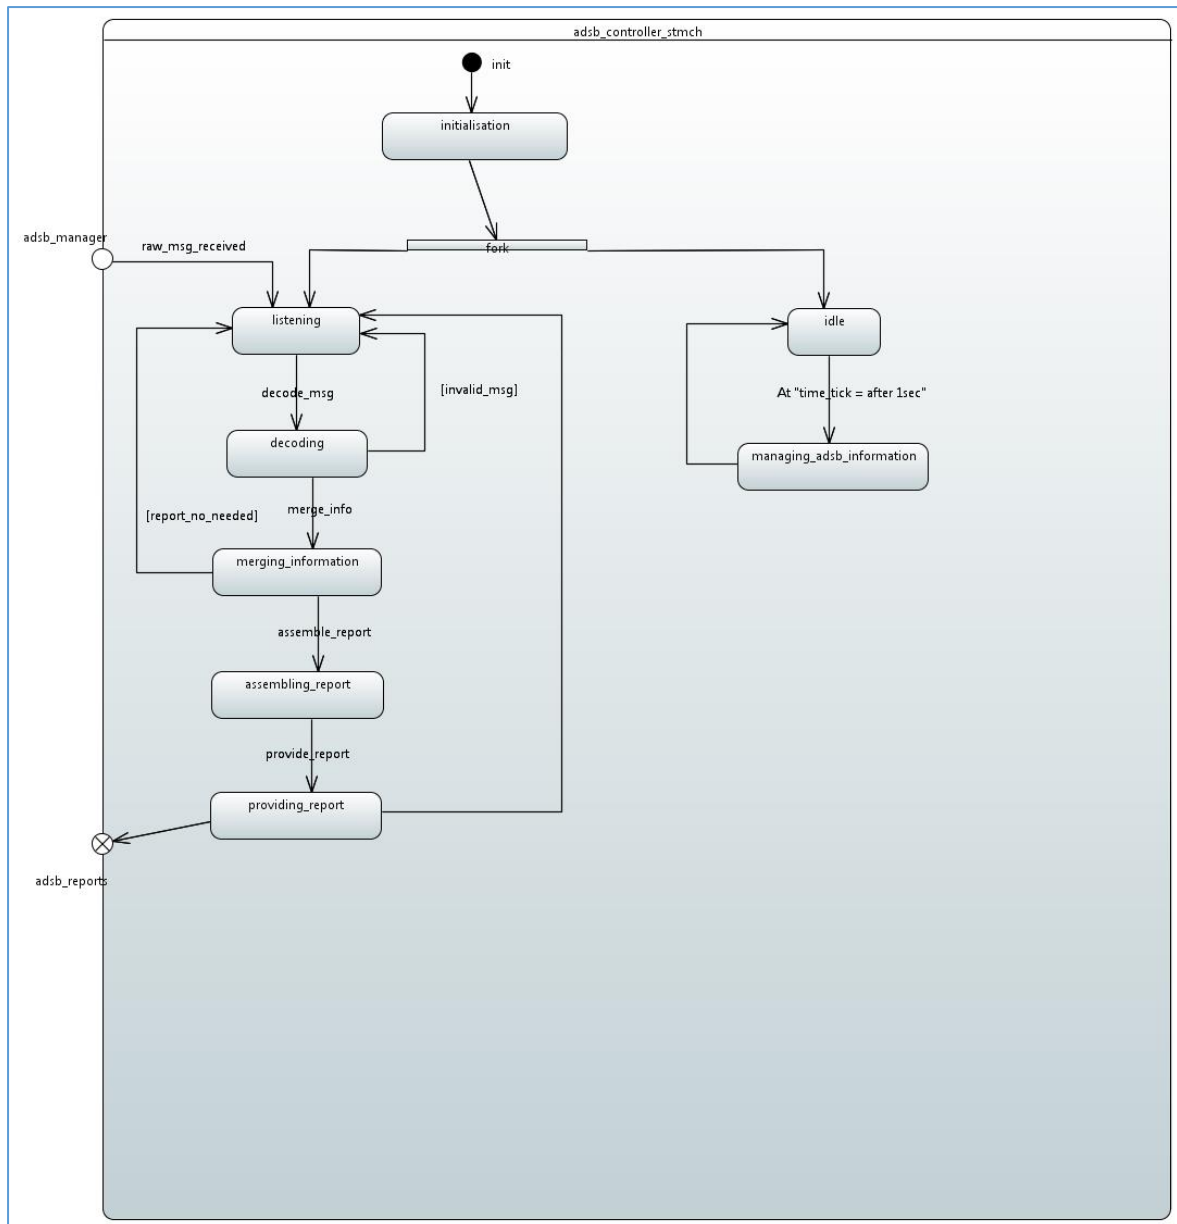 adsb_controller_stmch
init
initialisation
adsb_manager
raw_msg_received
fork
listening
idle
decode_msg
[invalid_msg]
At "time_tick = after 1sec"
decoding
managing_adsb_information
[report_no_needed]
merge_info
merging_information
assemble_report
assembling_report
provide_report
providing_report
adsb_reports